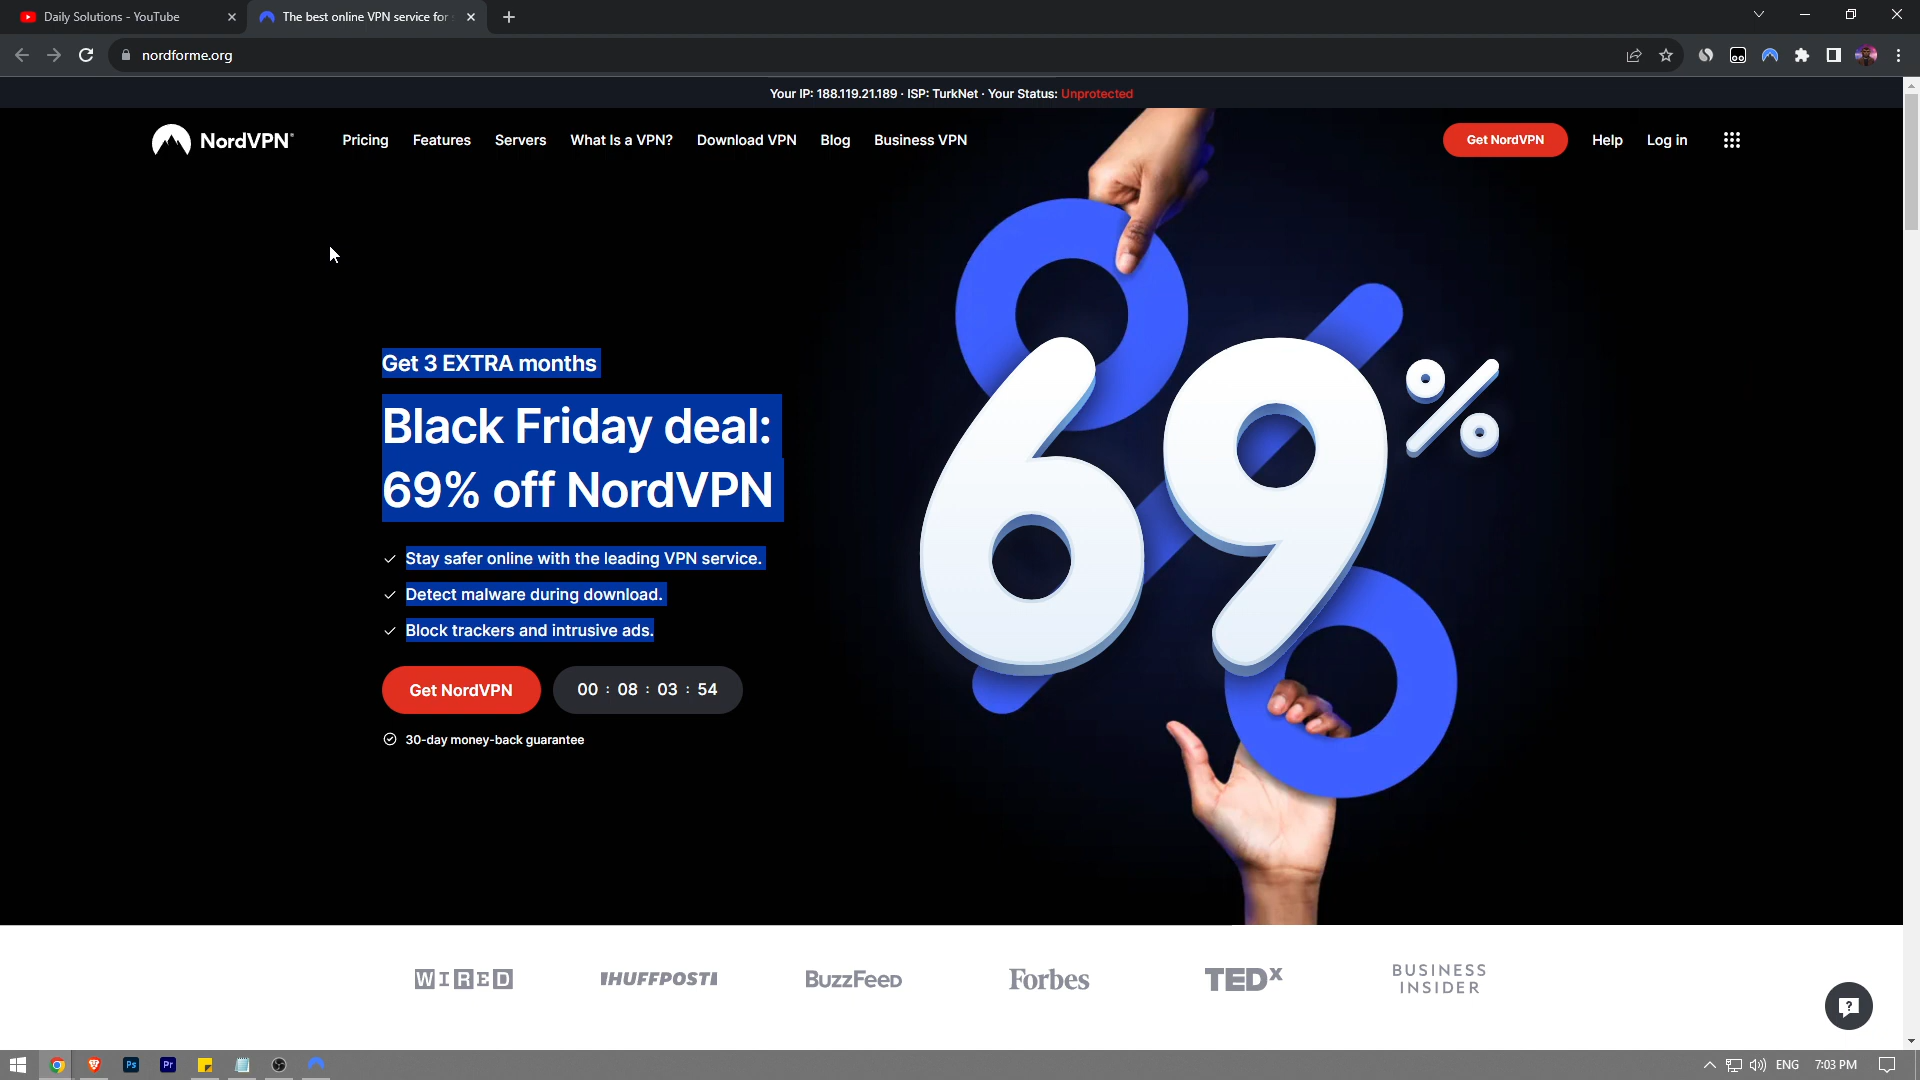 Daily Solutions - YouTube
The best online VPN service for
nordforme.org
Your IP: 188.119.21.189 · ISP: TurkNet · Your Status: Unprotected
NordVPN®
Pricing
Features
Servers
What Is a VPN?
Download VPN
Blog
Business VPN
Get NordVPN
Help
Log in
Get 3 EXTRA months
Black Friday deal:
69% off NordVPN
Stay safer online with the leading VPN service.
Detect malware during download.
Block trackers and intrusive ads.
Get NordVPN
00 : 08 : 03 : 54
30-day money-back guarantee
69%
WIRED
HUFFPOST
BuzzFeed
Forbes
TEDx
BUSINESS
INSIDER
Ps
Pr
ENG
7:03 PM